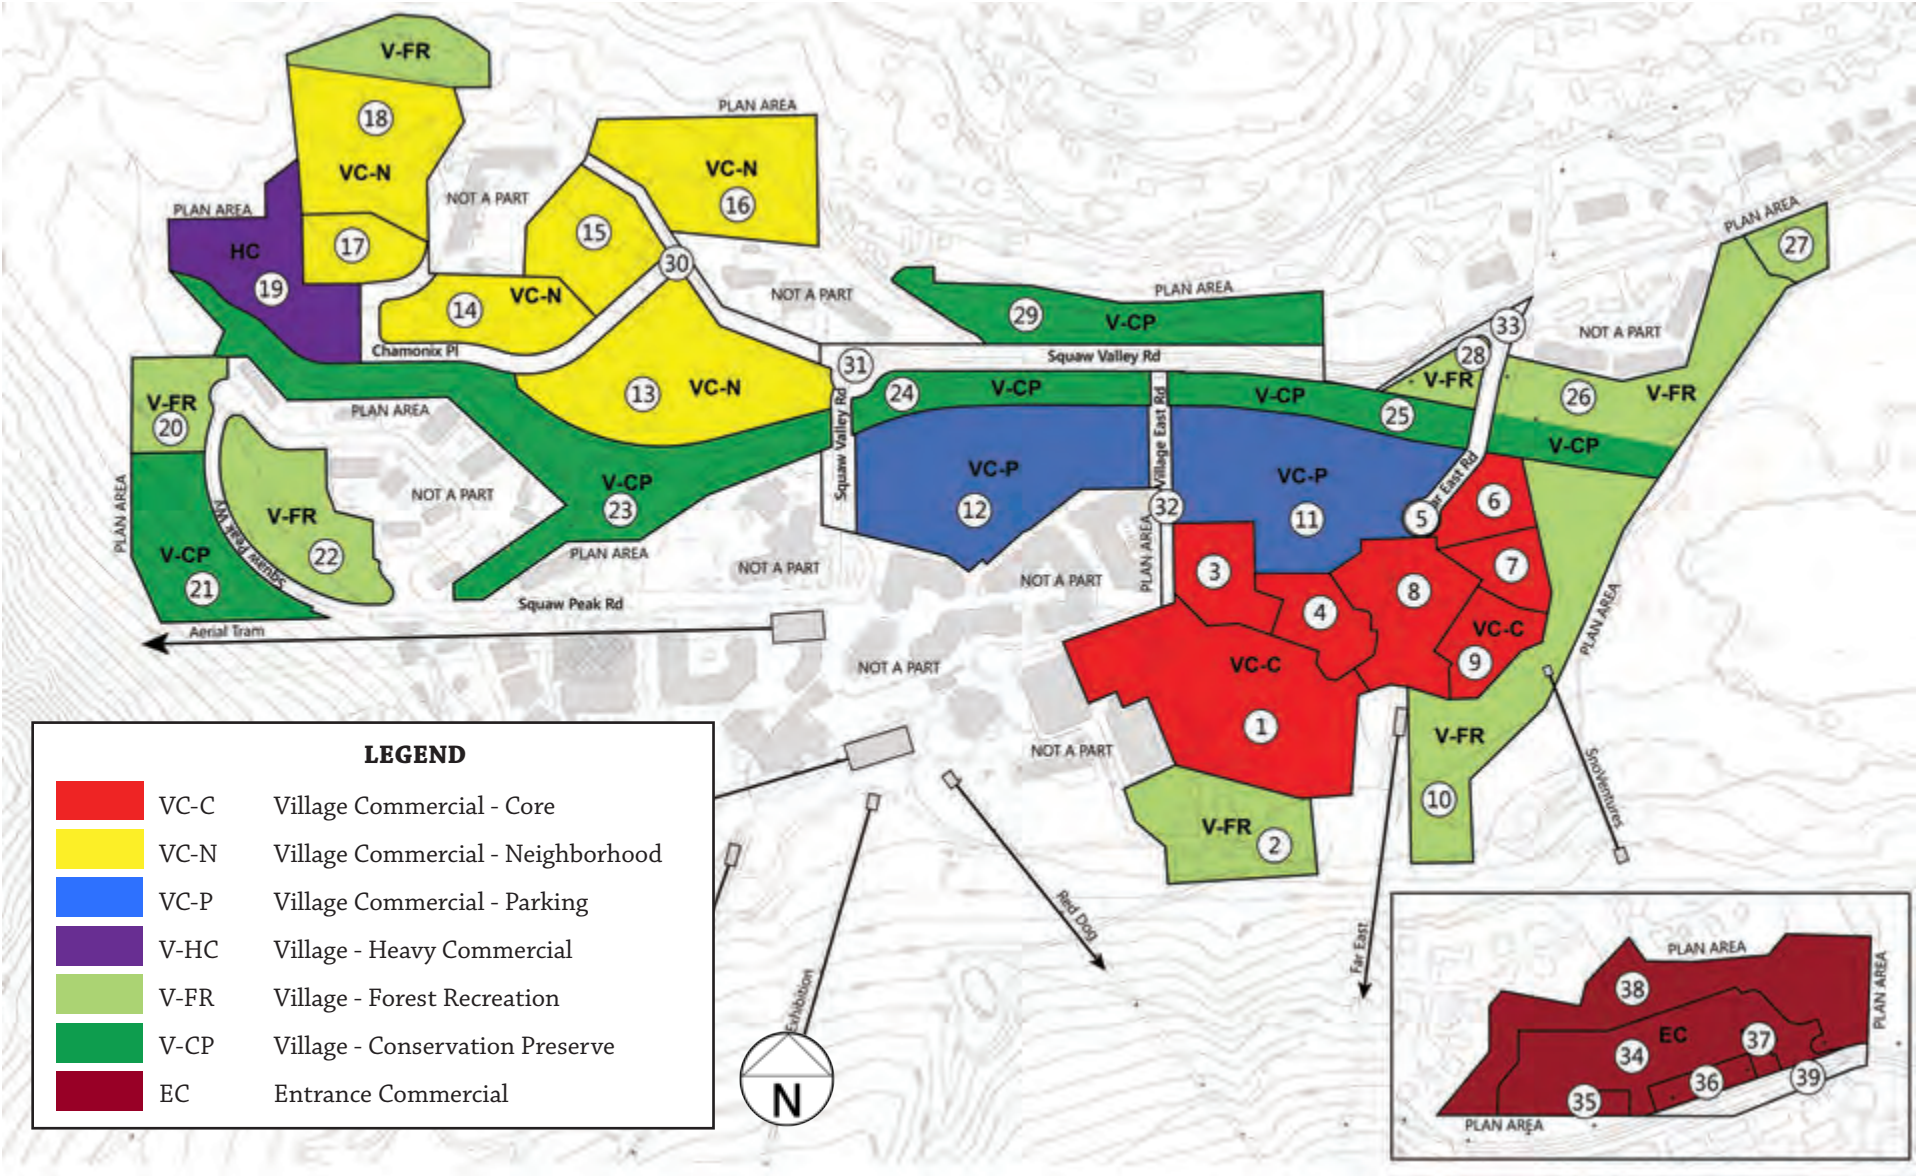 V-FR
18
VC-N
PLAN AREA
VC-N
16
NOT A PART
PLAN AREA
HC
19
17
15
30
14
VC-N
Chamonix Pl
NOT A PART
29
V-CP
PLAN AREA
PLAN AREA
27
NOT A PART
33
28
V-FR
26
V-FR
Squaw Valley Rd
31
13
VC-N
24
V-CP
V-CP
25
V-CP
V-FR
20
PLAN AREA
PLAN AREA
V-CP
21
Squaw Peak Wy
V-FR
22
NOT A PART
V-CP
23
PLAN AREA
Squaw Valley Rd
VC-P
12
Village East Rd
32
PLAN AREA
VC-P
11
5
Far East Rd
6
7
3
4
8
VC-C
9
PLAN AREA
NOT A PART
NOT A PART
Squaw Peak Rd
Aerial Tram
NOT A PART
VC-C
1
NOT A PART
V-FR
2
V-FR
10
SnoVentures
Red Dog
Far East
Exhibition
N
LEGEND
VC-C Village Commercial - Core
VC-N Village Commercial - Neighborhood
VC-P Village Commercial - Parking
V-HC Village - Heavy Commercial
V-FR Village - Forest Recreation
V-CP Village - Conservation Preserve
EC Entrance Commercial
PLAN AREA
PLAN AREA
38
EC
34
37
36
39
35
PLAN AREA